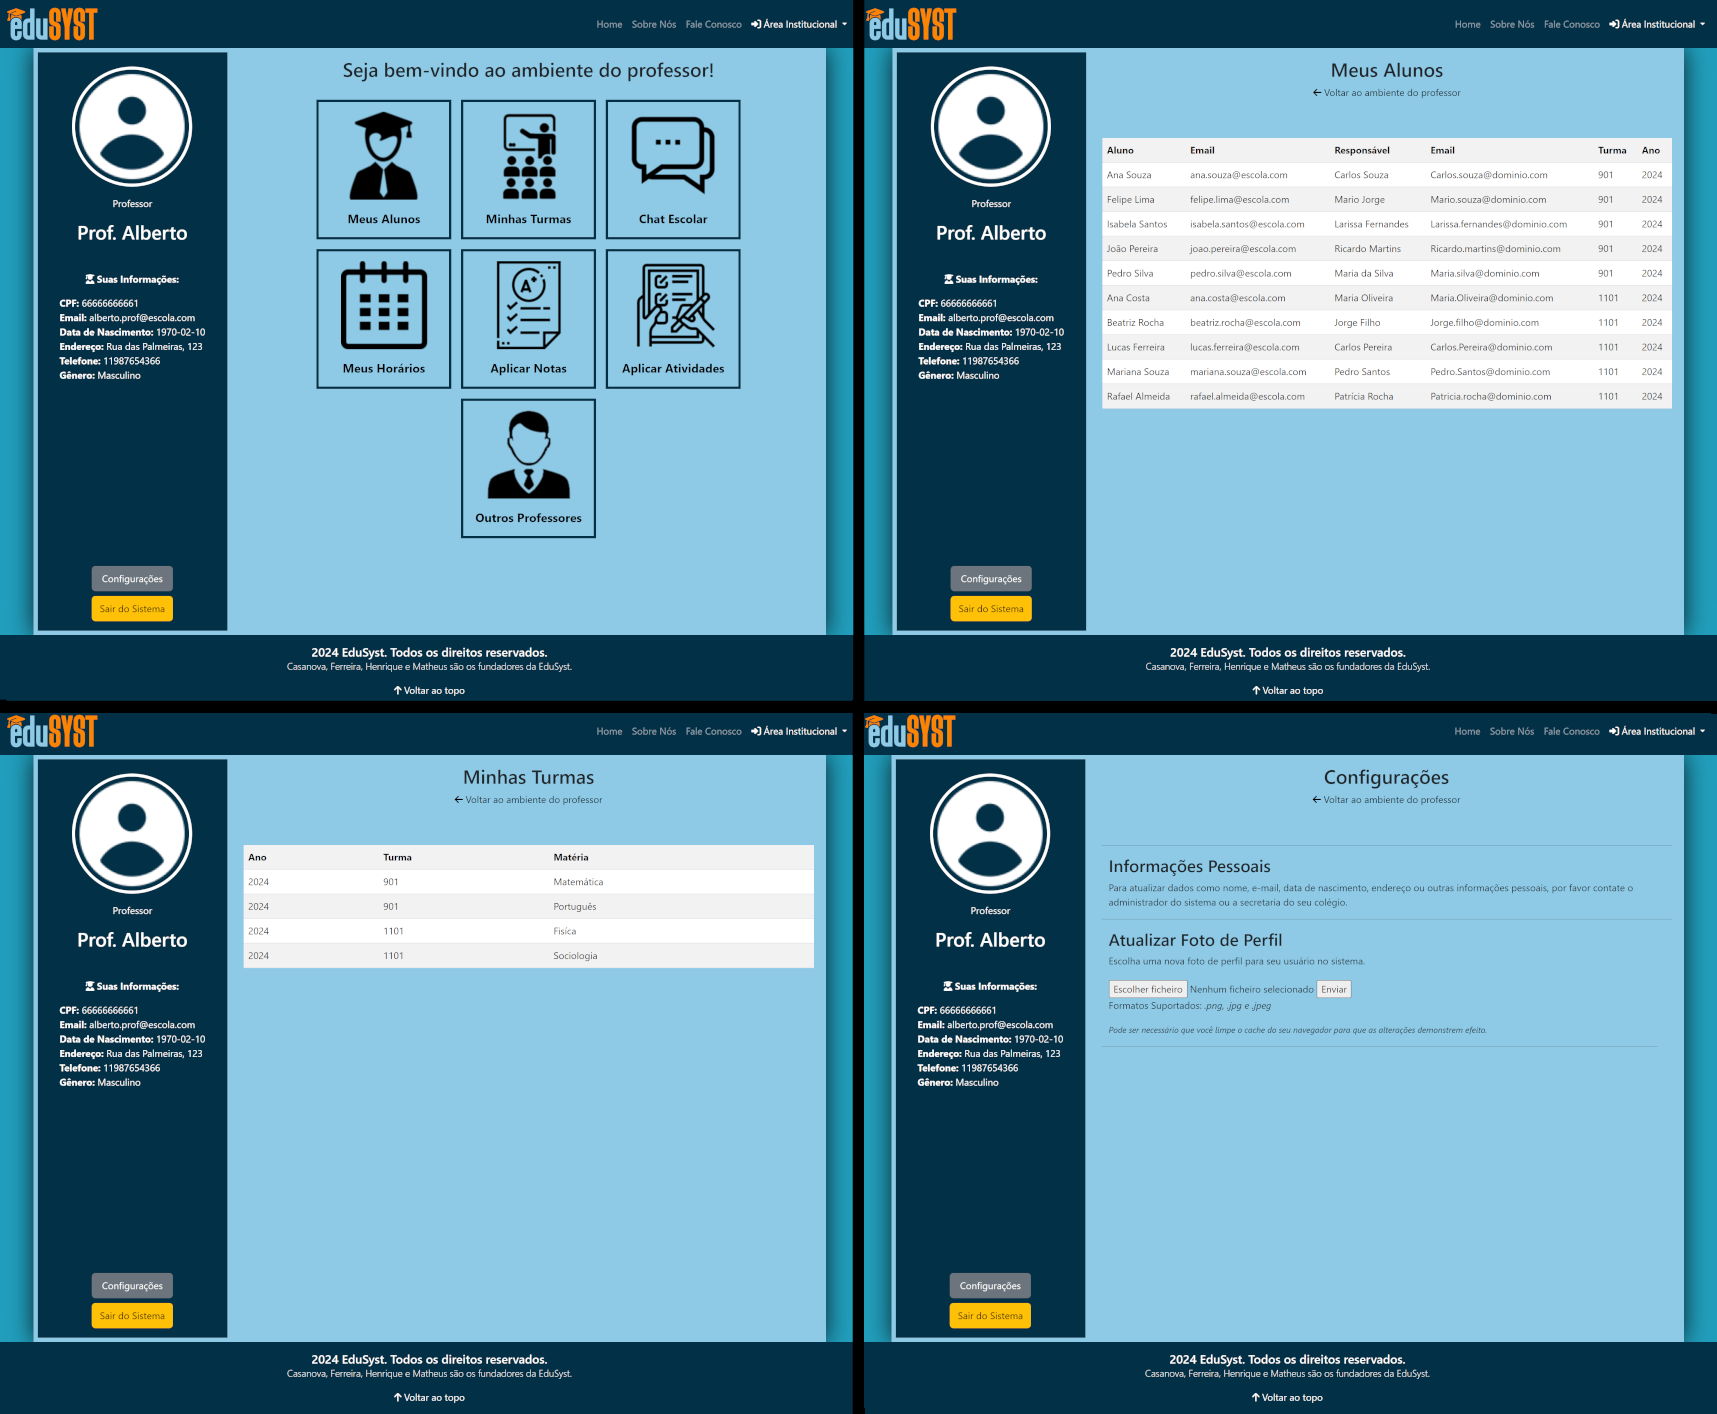 eduSYST
Home Sobre Nós Fale Conosco Área Institucional
Professor
Prof. Alberto
Suas Informações:
CPF: 66666666661
Email: alberto.prof@escola.com
Data de Nascimento: 1970-02-10
Endereço: Rua das Palmeiras, 123
Telefone: 11987654366
Gênero: Masculino
Configurações
Sair do Sistema
Seja bem-vindo ao ambiente do professor!
Meus Alunos
Minhas Turmas
Chat Escolar
Meus Horários
A+
Aplicar Notas
Aplicar Atividades
Outros Professores
2024 EduSyst. Todos os direitos reservados.
Casanova, Ferreira, Henrique e Matheus são os fundadores da EduSyst.
Voltar ao topo
eduSYST
Home Sobre Nós Fale Conosco Área Institucional
Professor
Prof. Alberto
Suas Informações:
CPF: 66666666661
Email: alberto.prof@escola.com
Data de Nascimento: 1970-02-10
Endereço: Rua das Palmeiras, 123
Telefone: 11987654366
Gênero: Masculino
Configurações
Sair do Sistema
Meus Alunos
Voltar ao ambiente do professor
Aluno Email Responsável Email Turma Ano
Ana Souza ana.souza@escola.com Carlos Souza Carlos.souza@dominio.com 901 2024
Felipe Lima felipe.lima@escola.com Mario Jorge Mario.souza@dominio.com 901 2024
Isabela Santos isabela.santos@escola.com Larissa Fernandes Larissa.fernandes@dominio.com 901 2024
João Pereira joao.pereira@escola.com Ricardo Martins Ricardo.martins@dominio.com 901 2024
Pedro Silva pedro.silva@escola.com Maria da Silva Maria.silva@dominio.com 901 2024
Ana Costa ana.costa@escola.com Maria Oliveira Maria.Oliveira@dominio.com 1101 2024
Beatriz Rocha beatriz.rocha@escola.com Jorge Filho Jorge.filho@dominio.com 1101 2024
Lucas Ferreira lucas.ferreira@escola.com Carlos Pereira Carlos.Pereira@dominio.com 1101 2024
Mariana Souza mariana.souza@escola.com Pedro Santos Pedro.Santos@dominio.com 1101 2024
Rafael Almeida rafael.almeida@escola.com Patrícia Rocha Patricia.rocha@dominio.com 1101 2024
2024 EduSyst. Todos os direitos reservados.
Casanova, Ferreira, Henrique e Matheus são os fundadores da EduSyst.
Voltar ao topo
eduSYST
Home Sobre Nós Fale Conosco Área Institucional
Professor
Prof. Alberto
Suas Informações:
CPF: 66666666661
Email: alberto.prof@escola.com
Data de Nascimento: 1970-02-10
Endereço: Rua das Palmeiras, 123
Telefone: 11987654366
Gênero: Masculino
Configurações
Sair do Sistema
Minhas Turmas
Voltar ao ambiente do professor
Ano Turma Matéria
2024 901 Matemática
2024 901 Português
2024 1101 Fisíca
2024 1101 Sociologia
2024 EduSyst. Todos os direitos reservados.
Casanova, Ferreira, Henrique e Matheus são os fundadores da EduSyst.
Voltar ao topo
eduSYST
Home Sobre Nós Fale Conosco Área Institucional
Professor
Prof. Alberto
Suas Informações:
CPF: 66666666661
Email: alberto.prof@escola.com
Data de Nascimento: 1970-02-10
Endereço: Rua das Palmeiras, 123
Telefone: 11987654366
Gênero: Masculino
Configurações
Sair do Sistema
Configurações
Voltar ao ambiente do professor
Informações Pessoais
Para atualizar dados como nome, e-mail, data de nascimento, endereço ou outras informações pessoais, por favor contate o
administrador do sistema ou a secretaria do seu colégio.
Atualizar Foto de Perfil
Escolha uma nova foto de perfil para seu usuário no sistema.
Escolher ficheiro Nenhum ficheiro selecionado Enviar
Formatos Suportados: .png, .jpg e .jpeg
Pode ser necessário que você limpe o cache do seu navegador para que as alterações demonstrem efeito.
2024 EduSyst. Todos os direitos reservados.
Casanova, Ferreira, Henrique e Matheus são os fundadores da EduSyst.
Voltar ao topo